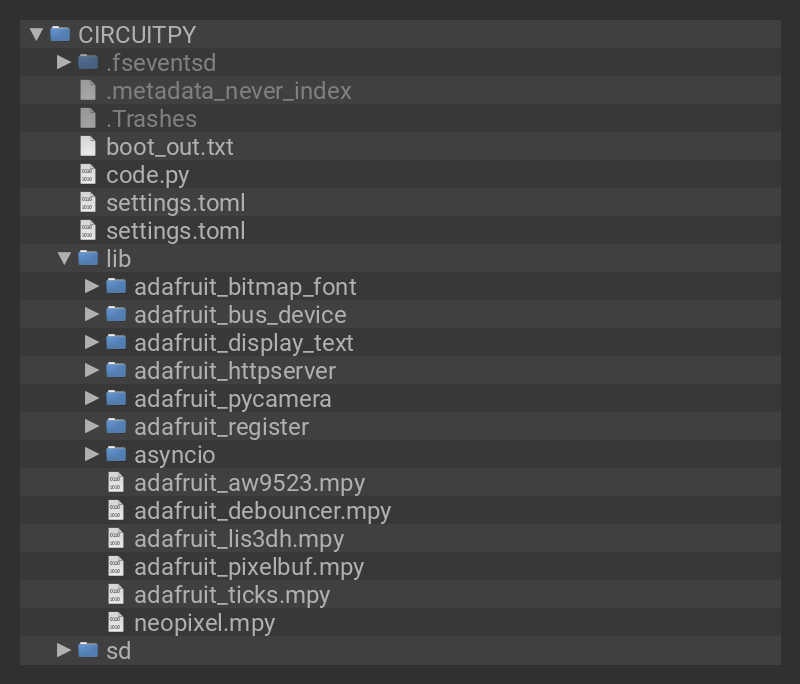 CIRCUITPY
.fseventsd
.metadata_never_index
.Trashes
boot_out.txt
code.py
settings.toml
settings.toml
lib
adafruit_bitmap_font
adafruit_bus_device
adafruit_display_text
adafruit_httpserver
adafruit_pycamera
adafruit_register
asyncio
adafruit_aw9523.mpy
adafruit_debouncer.mpy
adafruit_lis3dh.mpy
adafruit_pixelbuf.mpy
adafruit_ticks.mpy
neopixel.mpy
sd